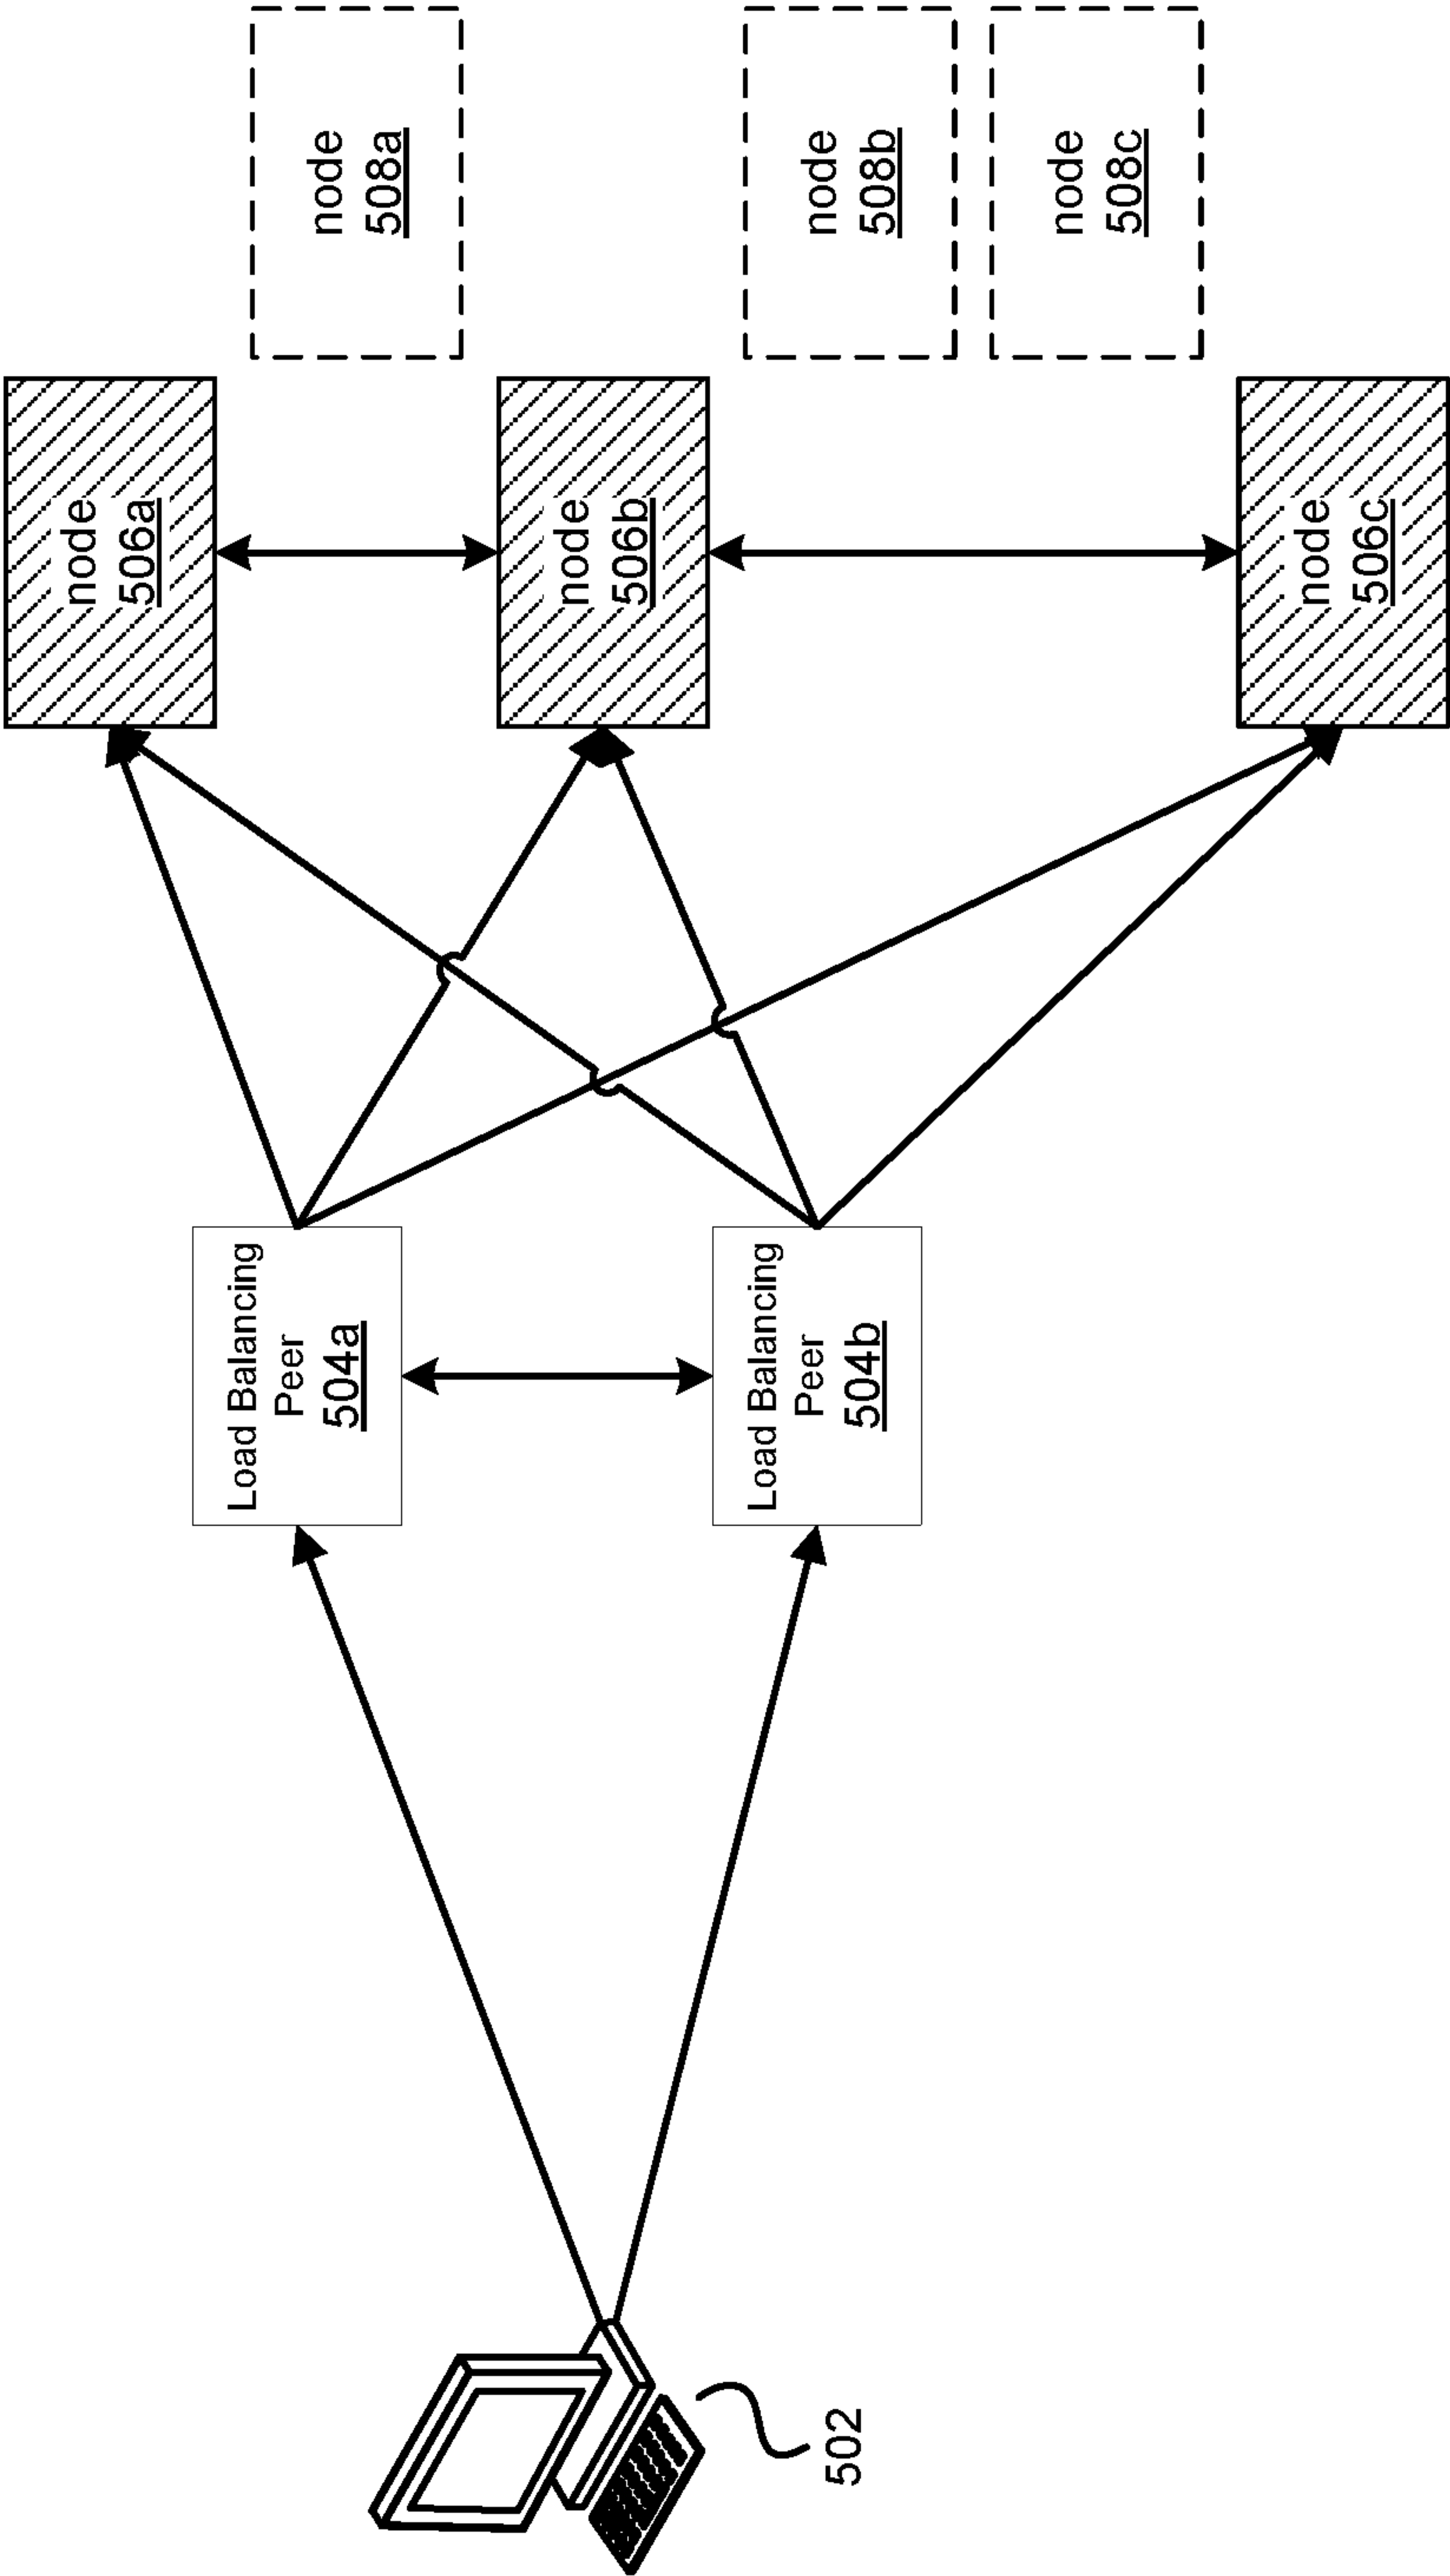 502
Load Balancing
Peer
504a
Load Balancing
Peer
504b
node
506a
node
506b
node
506c
node
508a
node
508b
node
508c